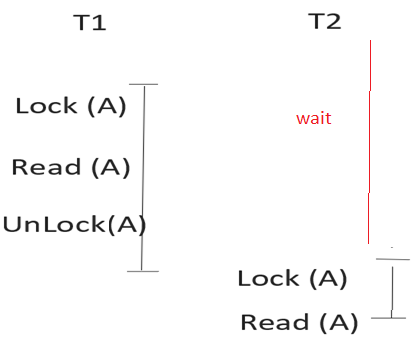 T1 T2
Lock (A)
wait
Read (A)
UnLock(A)
Lock (A)
Read (A)